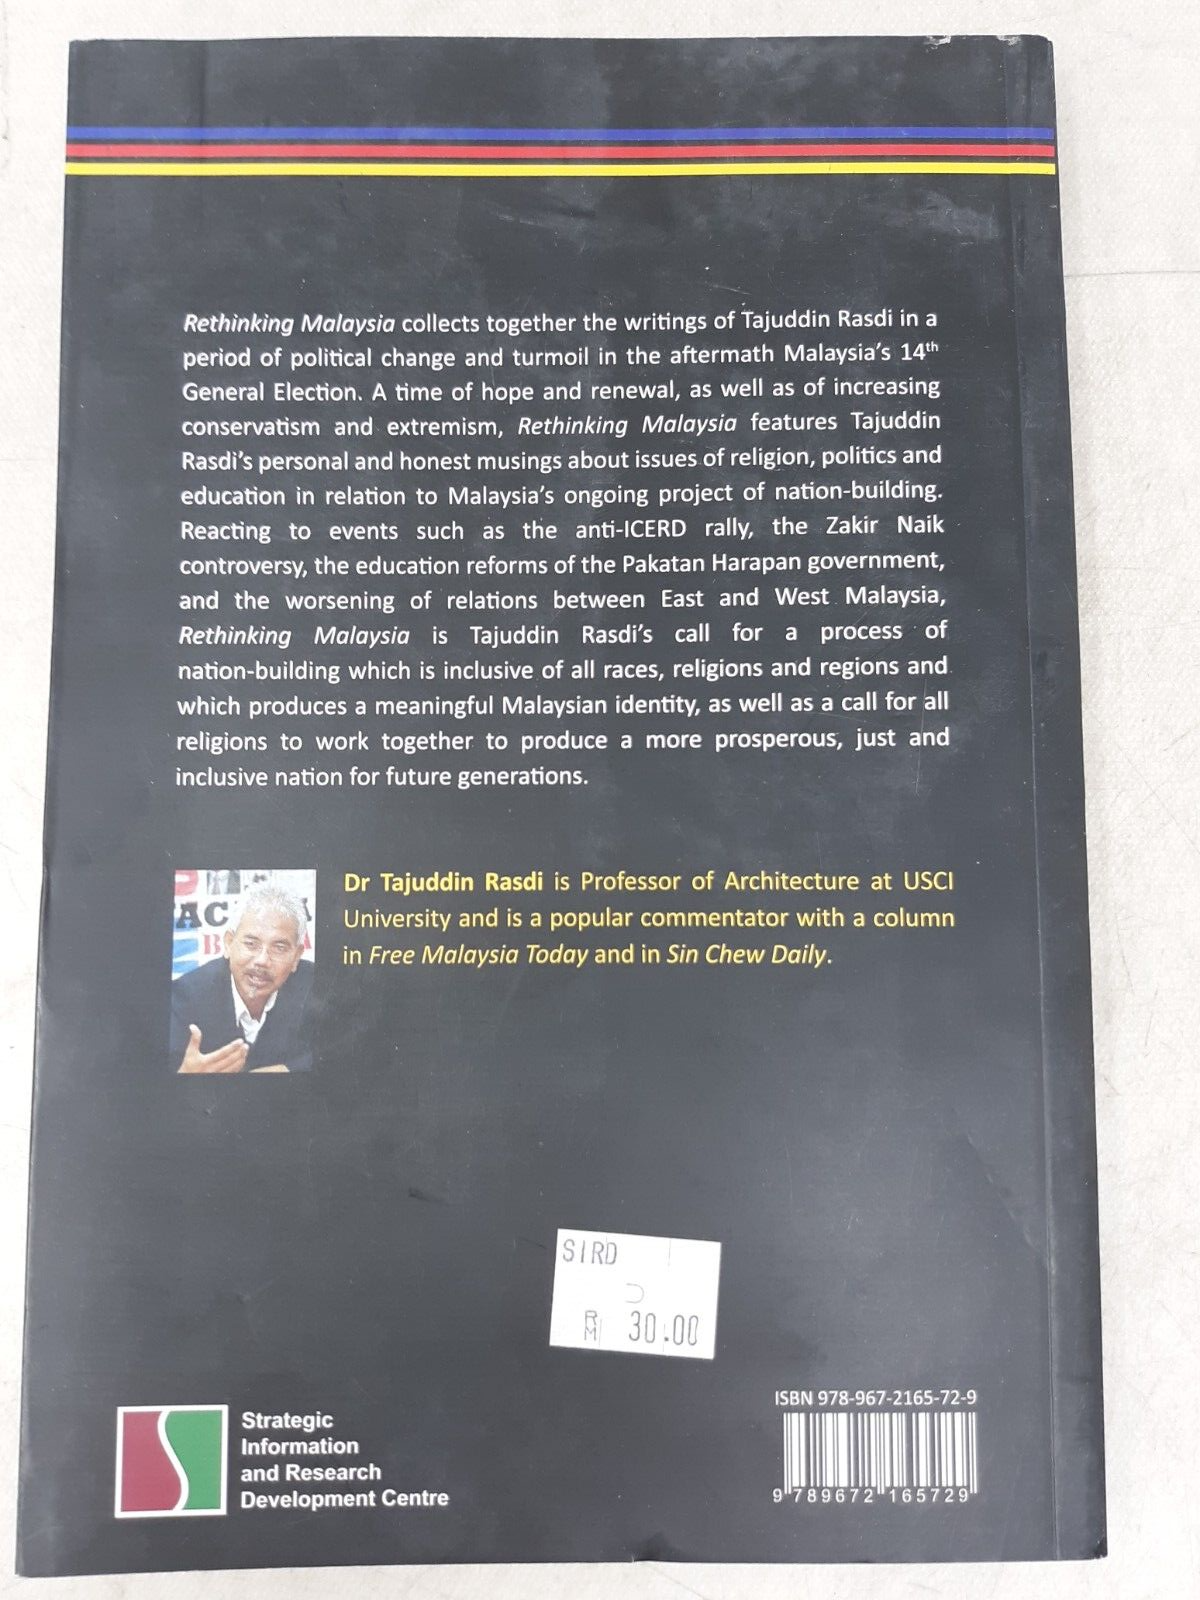 Rethinking Malaysia collects together the writings of Tajuddin Rasdi in a
period of political change and turmoil in the aftermath Malaysia's 14th
General Election. A time of hope and renewal, as well as of increasing
conservatism and extremism, Rethinking Malaysia features Tajuddin
Rasdi's personal and honest musings about issues of religion, politics and
education in relation to Malaysia's ongoing project of nation-building.
Reacting to events such as the anti-ICERD rally, the Zakir Naik
controversy, the education reforms of the Pakatan Harapan government,
and the worsening of relations between East and West Malaysia,
Rethinking Malaysia is Tajuddin Rasdi's call for a process of
nation-building which is inclusive of all races, religions and regions and
which produces a meaningful Malaysian identity, as well as a call for all
religions to work together to produce a more prosperous, just and
inclusive nation for future generations.
Dr Tajuddin Rasdi is Professor of Architecture at USCI
University and is a popular commentator with a column
in Free Malaysia Today and in Sin Chew Daily.
SIRD
RM 30.00
Strategic
Information
and Research
Development Centre
ISBN 978-967-2165-72-9
9 789672 165729